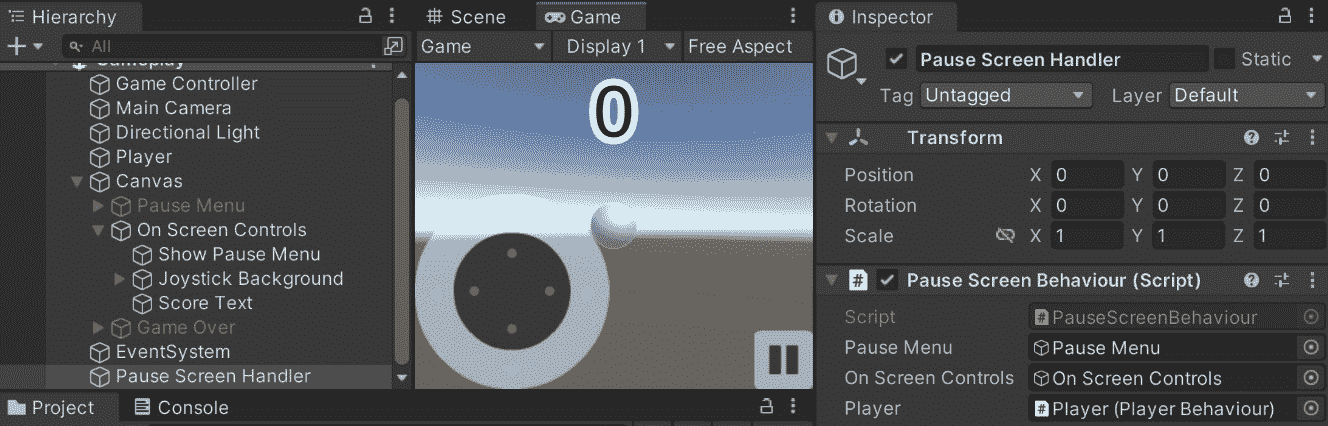 Hierarchy
All
Gameplay
Game Controller
Main Camera
Directional Light
Player
Canvas
Pause Menu
On Screen Controls
Show Pause Menu
Joystick Background
Score Text
Game Over
EventSystem
Pause Screen Handler
Project Console
Scene Game
Game Display 1 Free Aspect
0
Inspector
Pause Screen Handler Static
Tag Untagged Layer Default
Transform
Position X 0 Y 0 Z 0
Rotation X 0 Y 0 Z 0
Scale X 1 Y 1 Z 1
# Pause Screen Behaviour (Script)
Script PauseScreenBehaviour
Pause Menu Pause Menu
On Screen Controls On Screen Controls
Player Player (Player Behaviour)